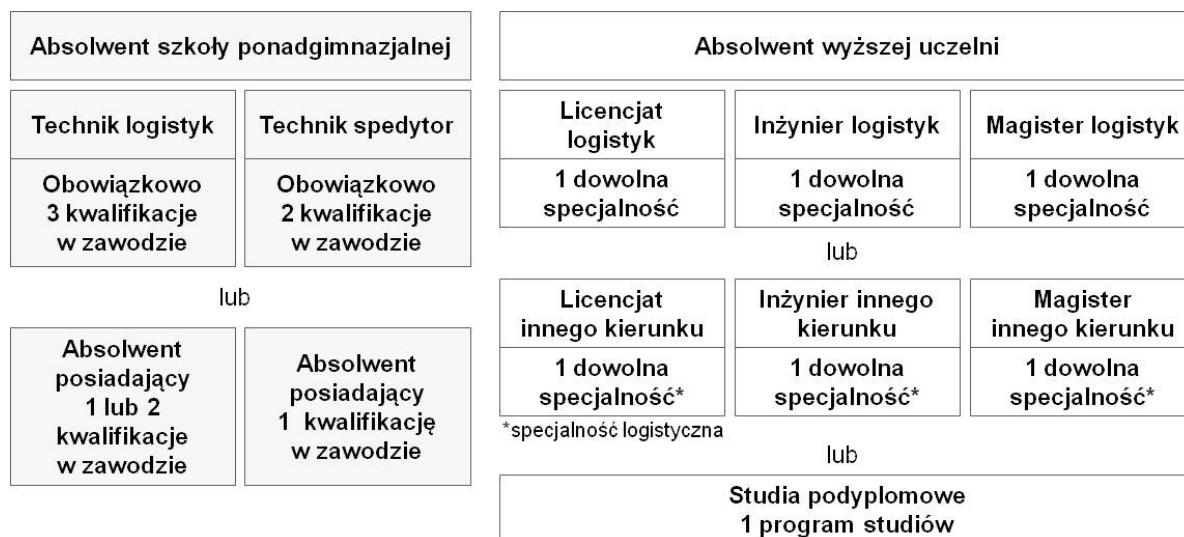 Absolwent szkoły ponadgimnazjalnej
Technik logistyk
Obowiązkowo
3 kwalifikacje
w zawodzie
Technik spedytor
Obowiązkowo
2 kwalifikacje
w zawodzie
lub
Absolwent
posiadający
1 lub 2
kwalifikacje
w zawodzie
Absolwent
posiadający
1 kwalifikację
w zawodzie
Absolwent wyższej uczelni
Licencjat
logistyk
1 dowolna
specjalność
Inżynier logistyk
1 dowolna
specjalność
Magister logistyk
1 dowolna
specjalność
lub
Licencjat
innego kierunku
1 dowolna
specjalność*
Inżynier innego
kierunku
1 dowolna
specjalność*
Magister
innego kierunku
1 dowolna
specjalność*
*specjalność logistyczna
lub
Studia podyplomowe
1 program studiów